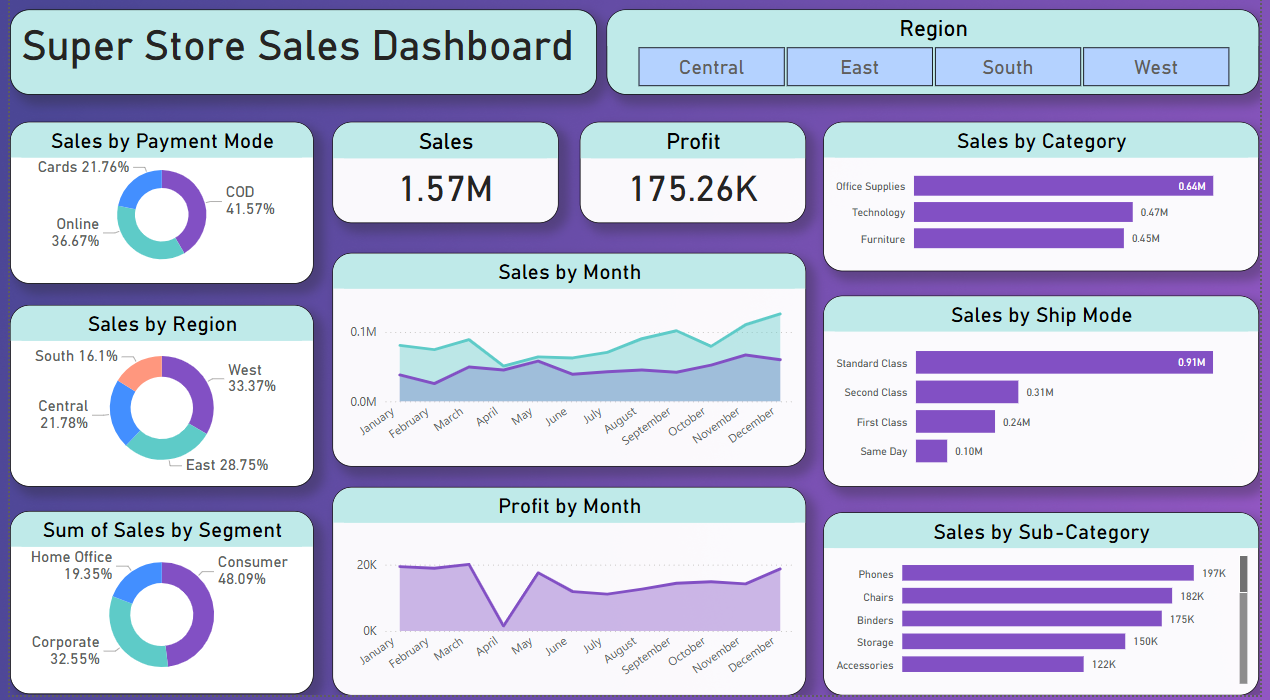 Super Store Sales Dashboard
Region
Central
East
South
West
Sales by Payment Mode
Cards 21.76%
COD
41.57%
Online
36.67%
Sales
1.57M
Profit
175.26K
Sales by Category
Office Supplies
0.64M
Technology
0.47M
Furniture
0.45M
Sales by Region
South 16.1%
West
33.37%
Central
21.78%
East 28.75%
Sales by Month
0.1M
0.0M
January
February
March
April
May
June
July
August
September
October
November
December
Sales by Ship Mode
Standard Class
0.91M
Second Class
0.31M
First Class
0.24M
Same Day
0.10M
Sum of Sales by Segment
Home Office
19.35%
Consumer
48.09%
Corporate
32.55%
Profit by Month
20K
0K
January
February
March
April
May
June
July
August
September
October
November
December
Sales by Sub-Category
Phones
197K
Chairs
182K
Binders
175K
Storage
150K
Accessories
122K